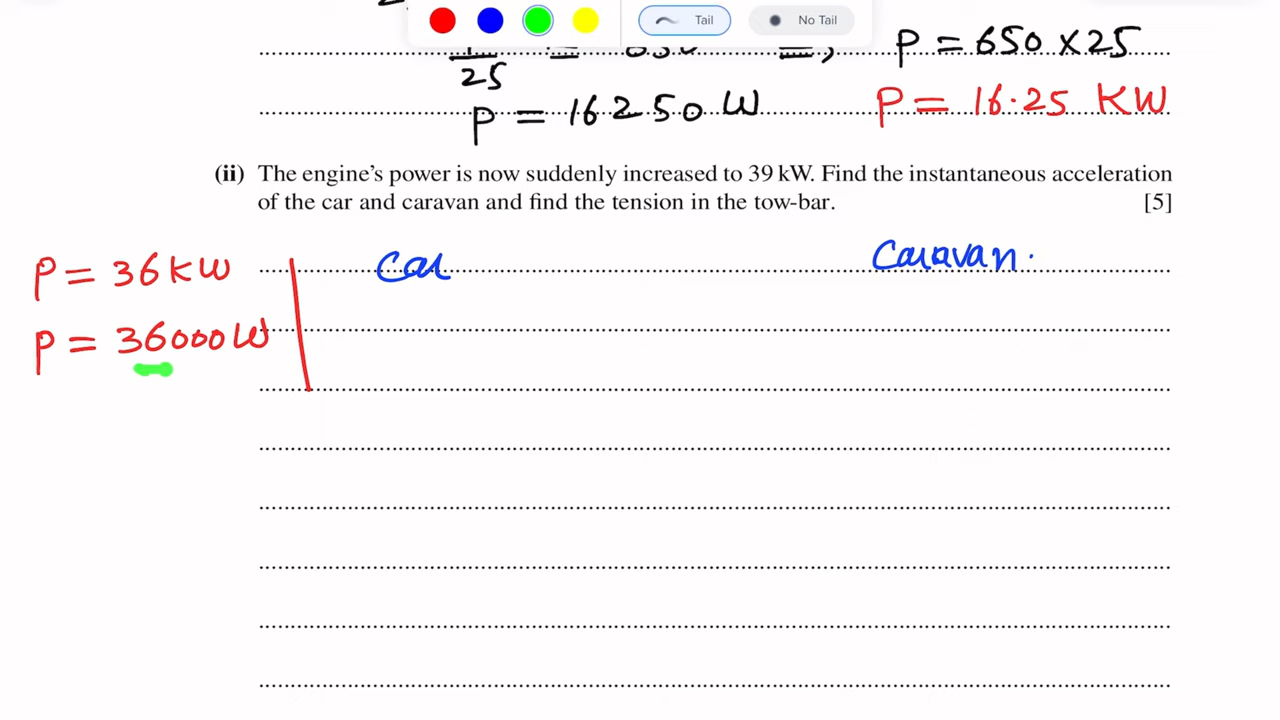 Tail No Tail
25 P = 650 × 25
P = 16250 W P = 16.25 KW
(ii) The engine's power is now suddenly increased to 39 kW. Find the instantaneous acceleration
of the car and caravan and find the tension in the tow-bar. [5]
P = 36 KW Car Caravan.
P = 36000 W